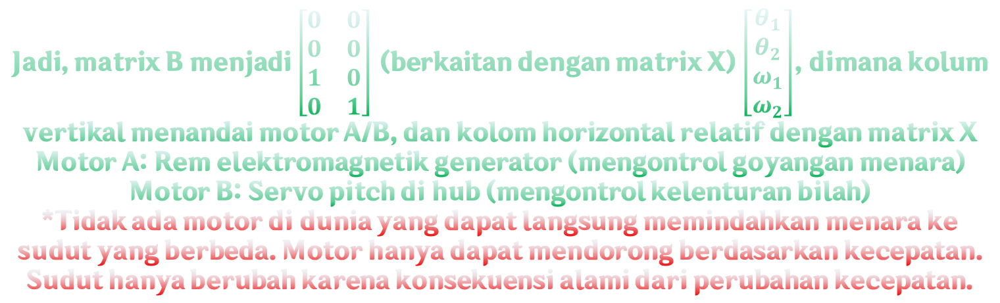 Jadi, matrix B menjadi [0 0; 0 0; 1 0; 0 1] (berkaitan dengan matrix X) [θ₁; θ₂; ω₁; ω₂], dimana kolum
vertikal menandai motor A/B, dan kolom horizontal relatif dengan matrix X
Motor A: Rem elektromagnetik generator (mengontrol goyangan menara)
Motor B: Servo pitch di hub (mengontrol kelenturan bilah)
*Tidak ada motor di dunia yang dapat langsung memindahkan menara ke
sudut yang berbeda. Motor hanya dapat mendorong berdasarkan kecepatan.
Sudut hanya berubah karena konsekuensi alami dari perubahan kecepatan.